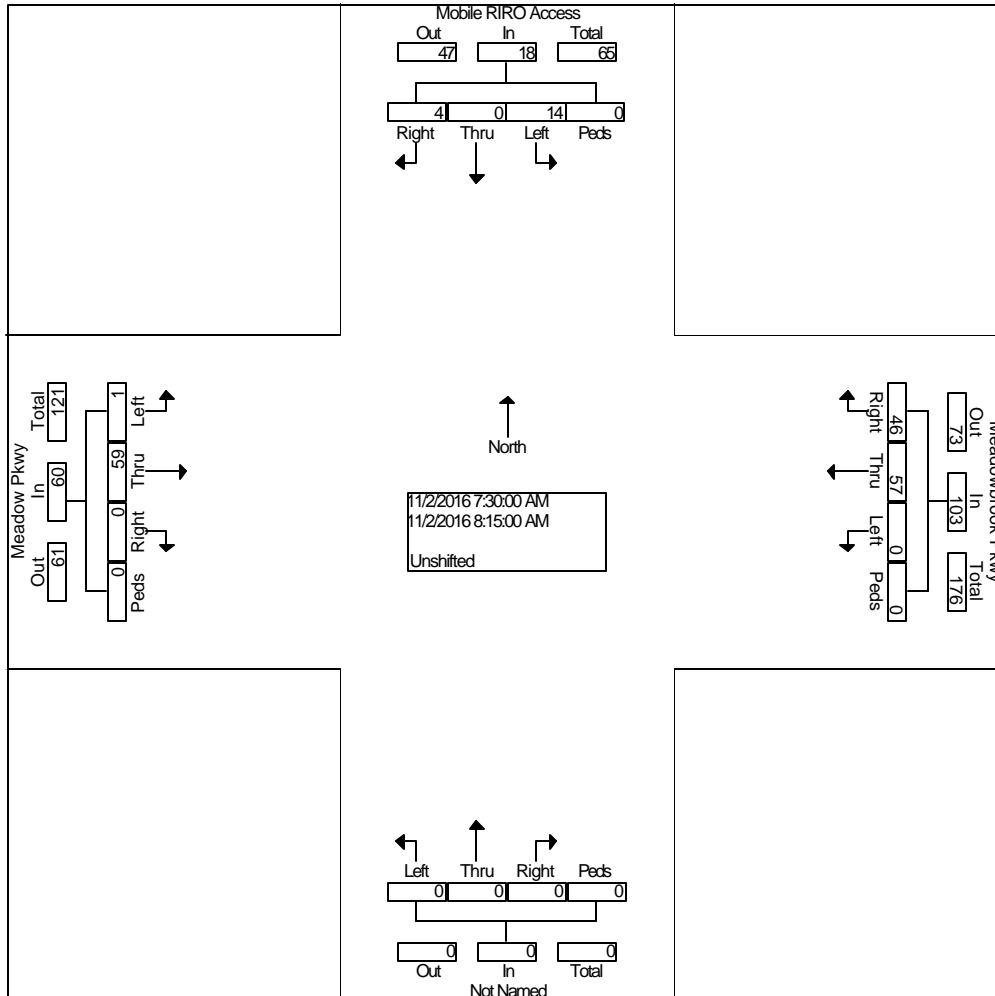 Mobile RIRO Access
Out In Total
47 18 65
4 0 14 0
Right Thru Left Peds
Meadow Pkwy
Total In Out
121 60 61
1 59 0 0
Left Thru Right Peds
North
11/2/2016 7:30:00 AM
11/2/2016 8:15:00 AM
Unshifted
Right Thru Left Peds
46 57 0 0
73 103 176
Out In Total
Meadowbrook Pkwy
Left Thru Right Peds
0 0 0 0
0 0 0
Out In Total
Not Named